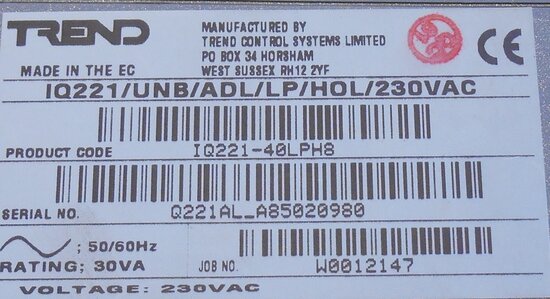 TREND
MANUFACTURED BY
TREND CONTROL SYSTEMS LIMITED
PO BOX 34 HORSHAM
WEST SUSSEX RH12 2YF
CE
MADE IN THE EC
IQ221/UNB/ADL/LP/HOL/230VAC
PRODUCT CODE IQ221-40LPH8
SERIAL NO. Q221AL_A85020980
; 50/60Hz
RATING: 30VA JOB NO. W0012147
VOLTAGE: 230VAC